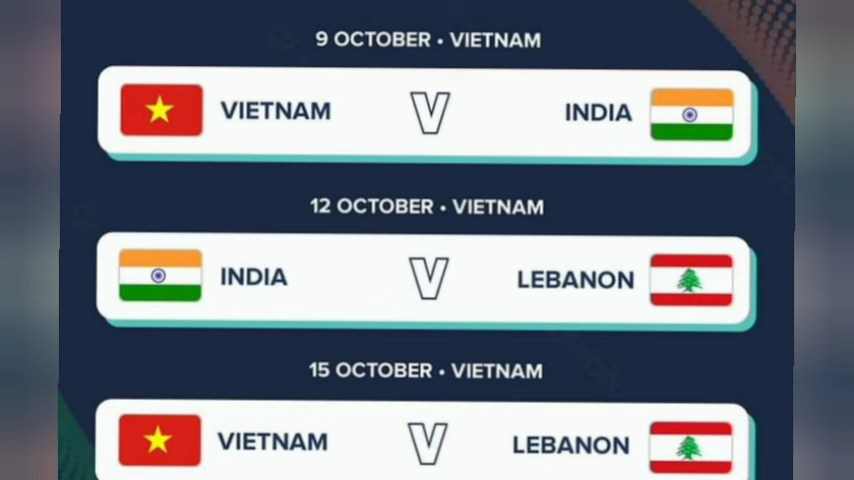 9 OCTOBER • VIETNAM
VIETNAM V INDIA
12 OCTOBER • VIETNAM
INDIA V LEBANON
15 OCTOBER • VIETNAM
VIETNAM V LEBANON